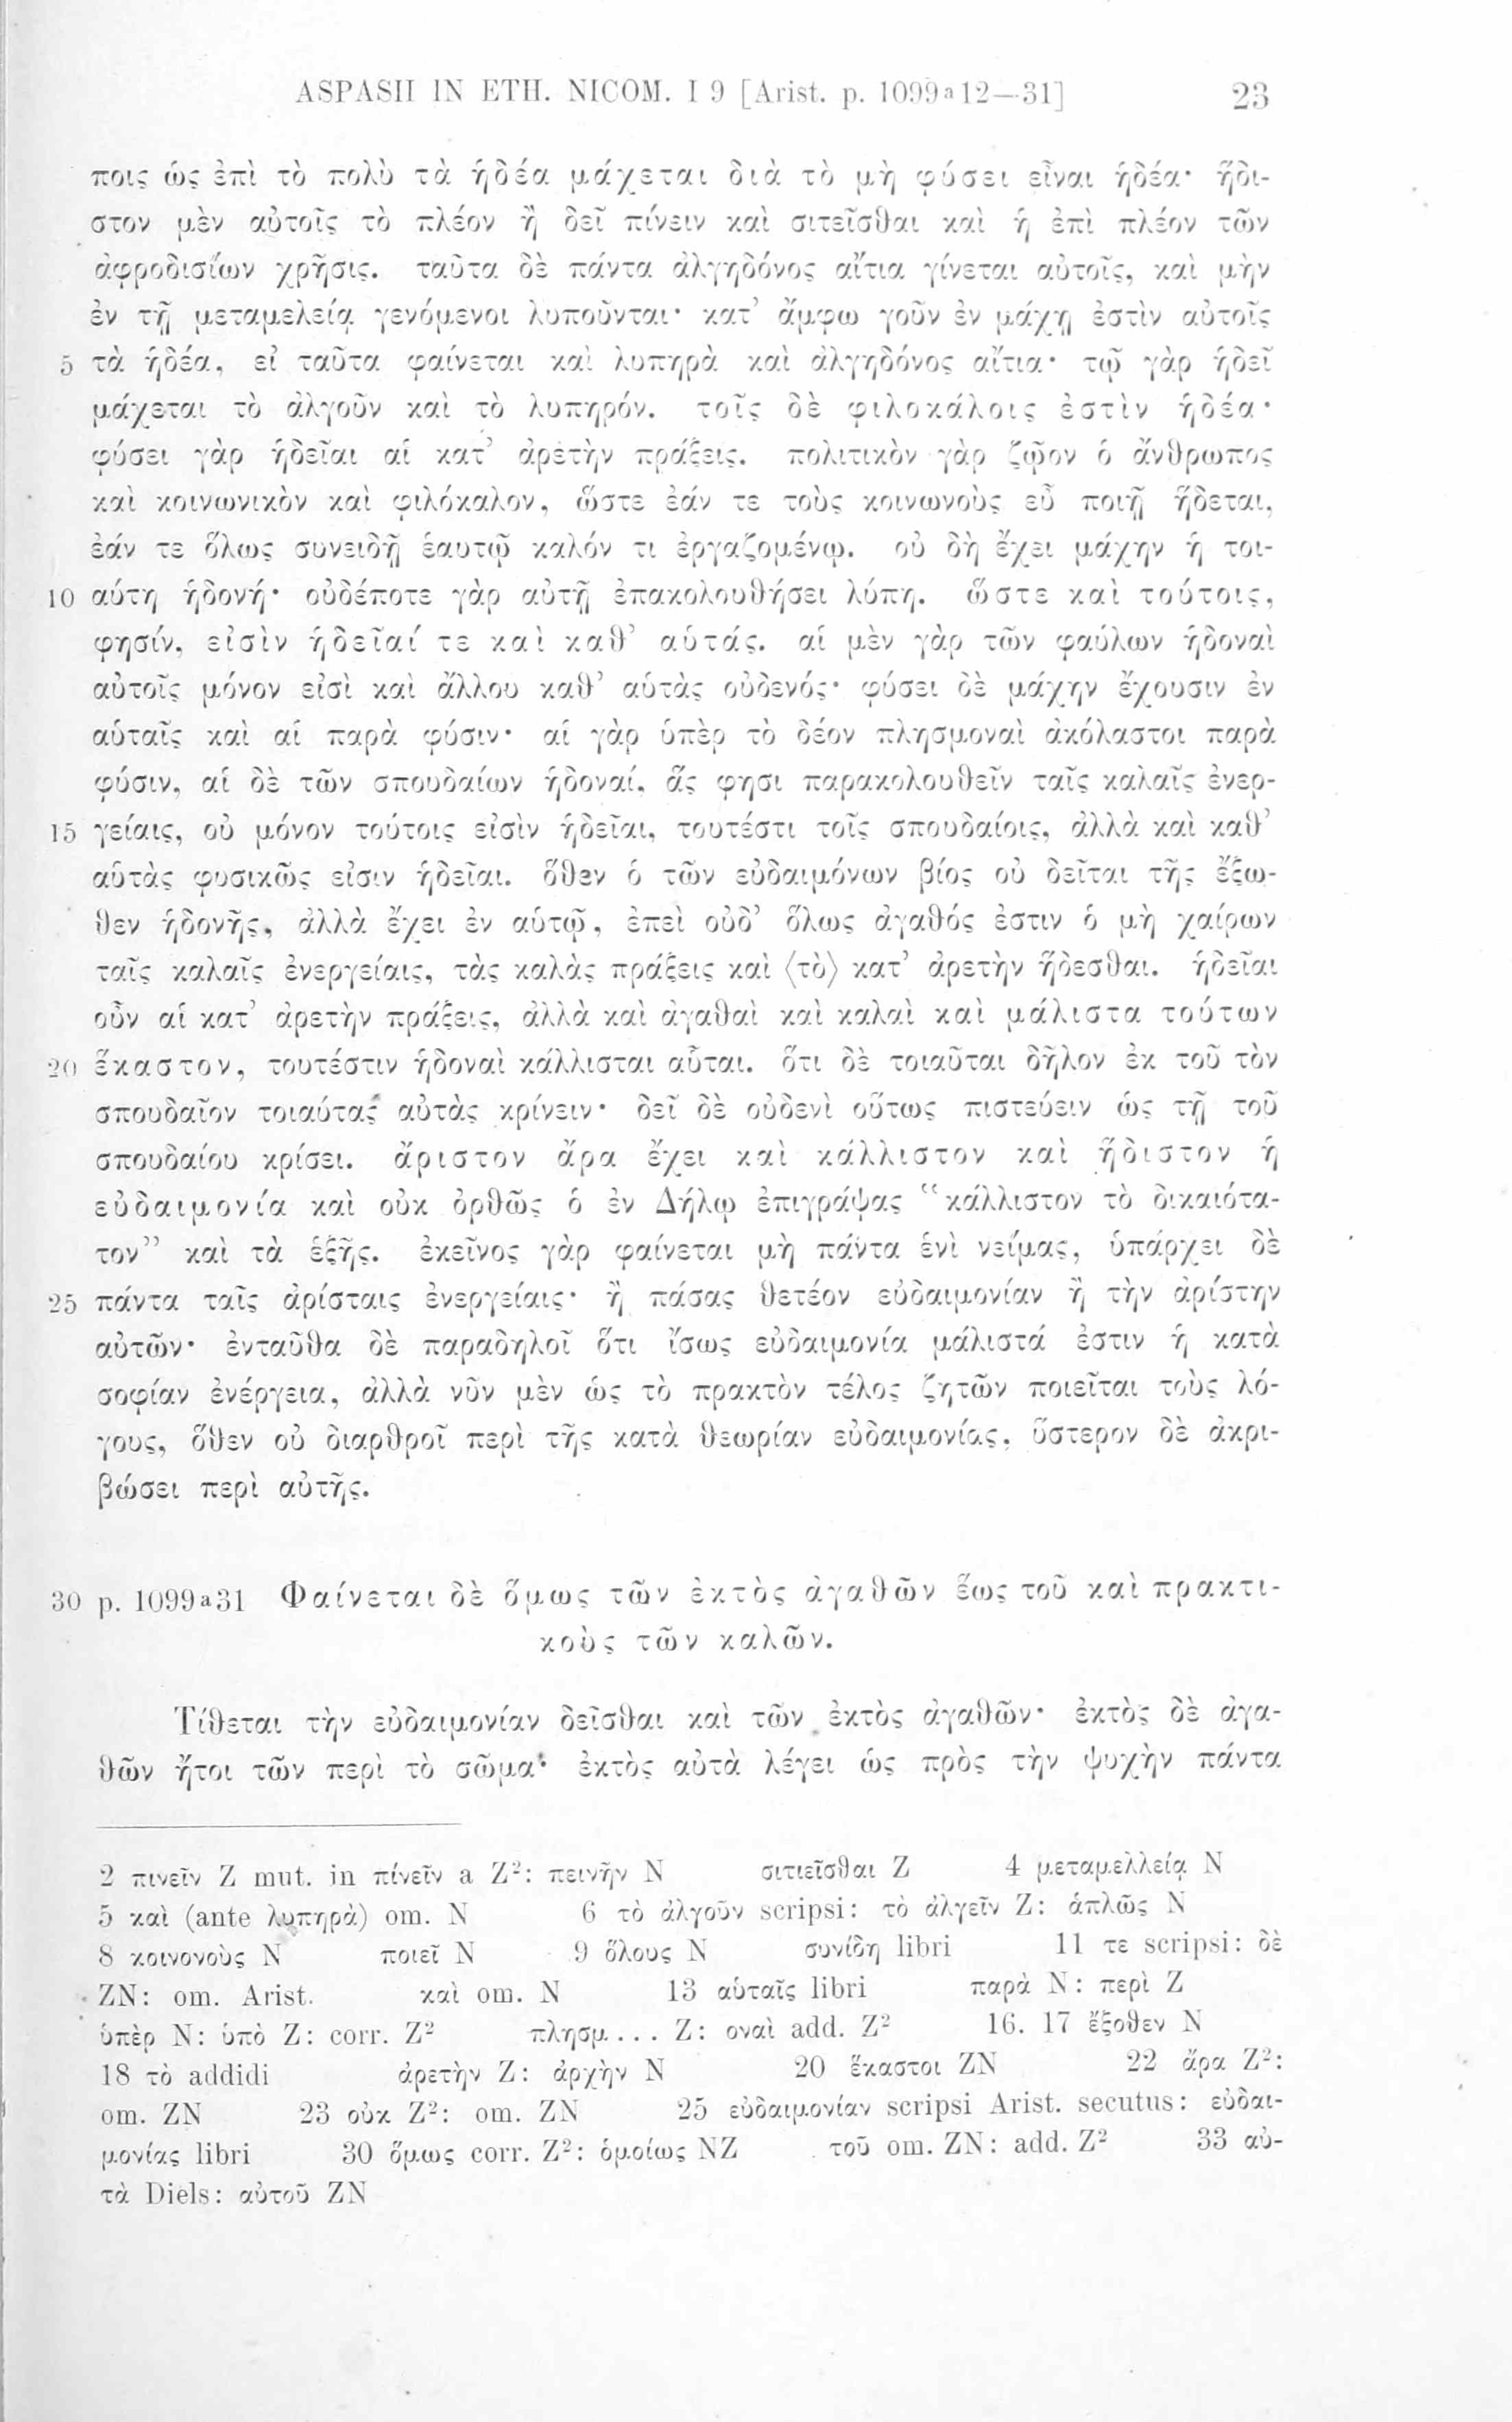 ASPASII IN ETH. NICOM. I 9 [Arist. p. 1099ª12—31] 23
ποις ὡς ἐπὶ τὸ πολὺ τὰ ἡδέα μάχεται διὰ τὸ μὴ φύσει εἶναι ἡδέα· ἥδι-
στον μὲν αὐτοῖς τὸ πλέον ἢ δεῖ πίνειν καὶ σιτεῖσθαι καὶ ἡ ἐπὶ πλέον τῶν
ἀφροδισίων χρῆσις. ταῦτα δὲ πάντα ἀλγηδόνος αἴτια γίνεται αὐτοῖς, καὶ μὴν
ἐν τῇ μεταμελείᾳ γενόμενοι λυποῦνται· κατ’ ἄμφω γοῦν ἐν μάχῃ ἐστὶν αὐτοῖς
5 τὰ ἡδέα, εἰ ταῦτα φαίνεται καὶ λυπηρὰ καὶ ἀλγηδόνος αἴτια· τῷ γὰρ ἡδεῖ
μάχεται τὸ ἀλγοῦν καὶ τὸ λυπηρόν. τοῖς δὲ φιλοκάλοις ἐστὶν ἡδέα·
φύσει γὰρ ἡδεῖαι αἱ κατ’ ἀρετὴν πράξεις. πολιτικὸν γὰρ ζῷον ὁ ἄνθρωπος
καὶ κοινωνικὸν καὶ φιλόκαλον, ὥστε ἐάν τε τοὺς κοινωνοὺς εὖ ποιῇ ἥδεται,
ἐάν τε ὅλως συνειδῇ ἑαυτῷ καλόν τι ἐργαζομένῳ. οὐ δὴ ἔχει μάχην ἡ τοι-
10 αύτη ἡδονή· οὐδέποτε γὰρ αὐτῇ ἐπακολουθήσει λύπη. ὥστε καὶ τούτοις,
φησίν, εἰσὶν ἡδεῖαί τε καὶ καθ’ αὑτάς. αἱ μὲν γὰρ τῶν φαύλων ἡδοναὶ
αὐτοῖς μόνον εἰσὶ καὶ ἄλλου καθ’ αὑτὰς οὐδενός· φύσει δὲ μάχην ἔχουσιν ἐν
αὑταῖς καὶ αἱ παρὰ φύσιν· αἱ γὰρ ὑπὲρ τὸ δέον πλησμοναὶ ἀκόλαστοι παρὰ
φύσιν, αἱ δὲ τῶν σπουδαίων ἡδοναί, ἅς φησι παρακολουθεῖν ταῖς καλαῖς ἐνερ-
15 γείαις, οὐ μόνον τούτοις εἰσὶν ἡδεῖαι, τουτέστι τοῖς σπουδαίοις, ἀλλὰ καὶ καθ’
αὑτὰς φυσικῶς εἰσιν ἡδεῖαι. ὅθεν ὁ τῶν εὐδαιμόνων βίος οὐ δεῖται τῆς ἔξω-
θεν ἡδονῆς, ἀλλὰ ἔχει ἐν αὑτῷ, ἐπεὶ οὐδ’ ὅλως ἀγαθός ἐστιν ὁ μὴ χαίρων
ταῖς καλαῖς ἐνεργείαις, τὰς καλὰς πράξεις καὶ ⟨τὸ⟩ κατ’ ἀρετὴν ἥδεσθαι. ἡδεῖαι
οὖν αἱ κατ’ ἀρετὴν πράξεις, ἀλλὰ καὶ ἀγαθαὶ καὶ καλαὶ καὶ μάλιστα τούτων
20 ἕκαστον, τουτέστιν ἡδοναὶ κάλλισται αὗται. ὅτι δὲ τοιαῦται δῆλον ἐκ τοῦ τὸν
σπουδαῖον τοιαύτας αὐτὰς κρίνειν· δεῖ δὲ οὐδενὶ οὕτως πιστεύειν ὡς τῇ τοῦ
σπουδαίου κρίσει. ἄριστον ἄρα ἔχει καὶ κάλλιστον καὶ ἥδιστον ἡ
εὐδαιμονία καὶ οὐκ ὀρθῶς ὁ ἐν Δήλῳ ἐπιγράψας “κάλλιστον τὸ δικαιότα-
τον” καὶ τὰ ἑξῆς. ἐκεῖνος γὰρ φαίνεται μὴ πάντα ἑνὶ νείμας, ὑπάρχει δὲ
25 πάντα ταῖς ἀρίσταις ἐνεργείαις· ἢ πάσας θετέον εὐδαιμονίαν ἢ τὴν ἀρίστην
αὐτῶν· ἐνταῦθα δὲ παραδηλοῖ ὅτι ἴσως εὐδαιμονία μάλιστά ἐστιν ἡ κατὰ
σοφίαν ἐνέργεια, ἀλλὰ νῦν μὲν ὡς τὸ πρακτὸν τέλος ζητῶν ποιεῖται τοὺς λό-
γους, ὅθεν οὐ διαρθροῖ περὶ τῆς κατὰ θεωρίαν εὐδαιμονίας, ὕστερον δὲ ἀκρι-
βώσει περὶ αὐτῆς.
30 p. 1099ª31 Φαίνεται δὲ ὅμως τῶν ἐκτὸς ἀγαθῶν ἕως τοῦ καὶ πρακτι-
κοὺς τῶν καλῶν.
Τίθεται τὴν εὐδαιμονίαν δεῖσθαι καὶ τῶν ἐκτὸς ἀγαθῶν· ἐκτὸς δὲ ἀγα-
θῶν ἤτοι τῶν περὶ τὸ σῶμα· ἐκτὸς αὐτὰ λέγει ὡς πρὸς τὴν ψυχὴν πάντα
2 πινεῖν Z mut. in πίνεῖν a Z²: πεινῆν N σιτιεῖσθαι Z 4 μεταμελλείᾳ N
5 καὶ (ante λυπηρὰ) om. N 6 τὸ ἀλγοῦν scripsi: τὸ ἀλγεῖν Z: ἁπλῶς N
8 κοινονοὺς N ποιεῖ N 9 ὅλους N συνίδη libri 11 τε scripsi: δὲ
ZN: om. Arist. καὶ om. N 13 αὐταῖς libri παρὰ N: περὶ Z
ὑπὲρ N: ὑπὸ Z: corr. Z² πλησμ... Z: οναὶ add. Z² 16. 17 ἔξοθεν N
18 τὸ addidi ἀρετὴν Z: ἀρχὴν N 20 ἕκαστοι ZN 22 ἄρα Z²:
om. ZN 23 οὐκ Z²: om. ZN 25 εὐδαιμονίαν scripsi Arist. secutus: εὐδαι-
μονίας libri 30 ὅμως corr. Z²: ὁμοίως NZ τοῦ om. ZN: add. Z² 33 αὐ-
τὰ Diels: αὐτοῦ ZN